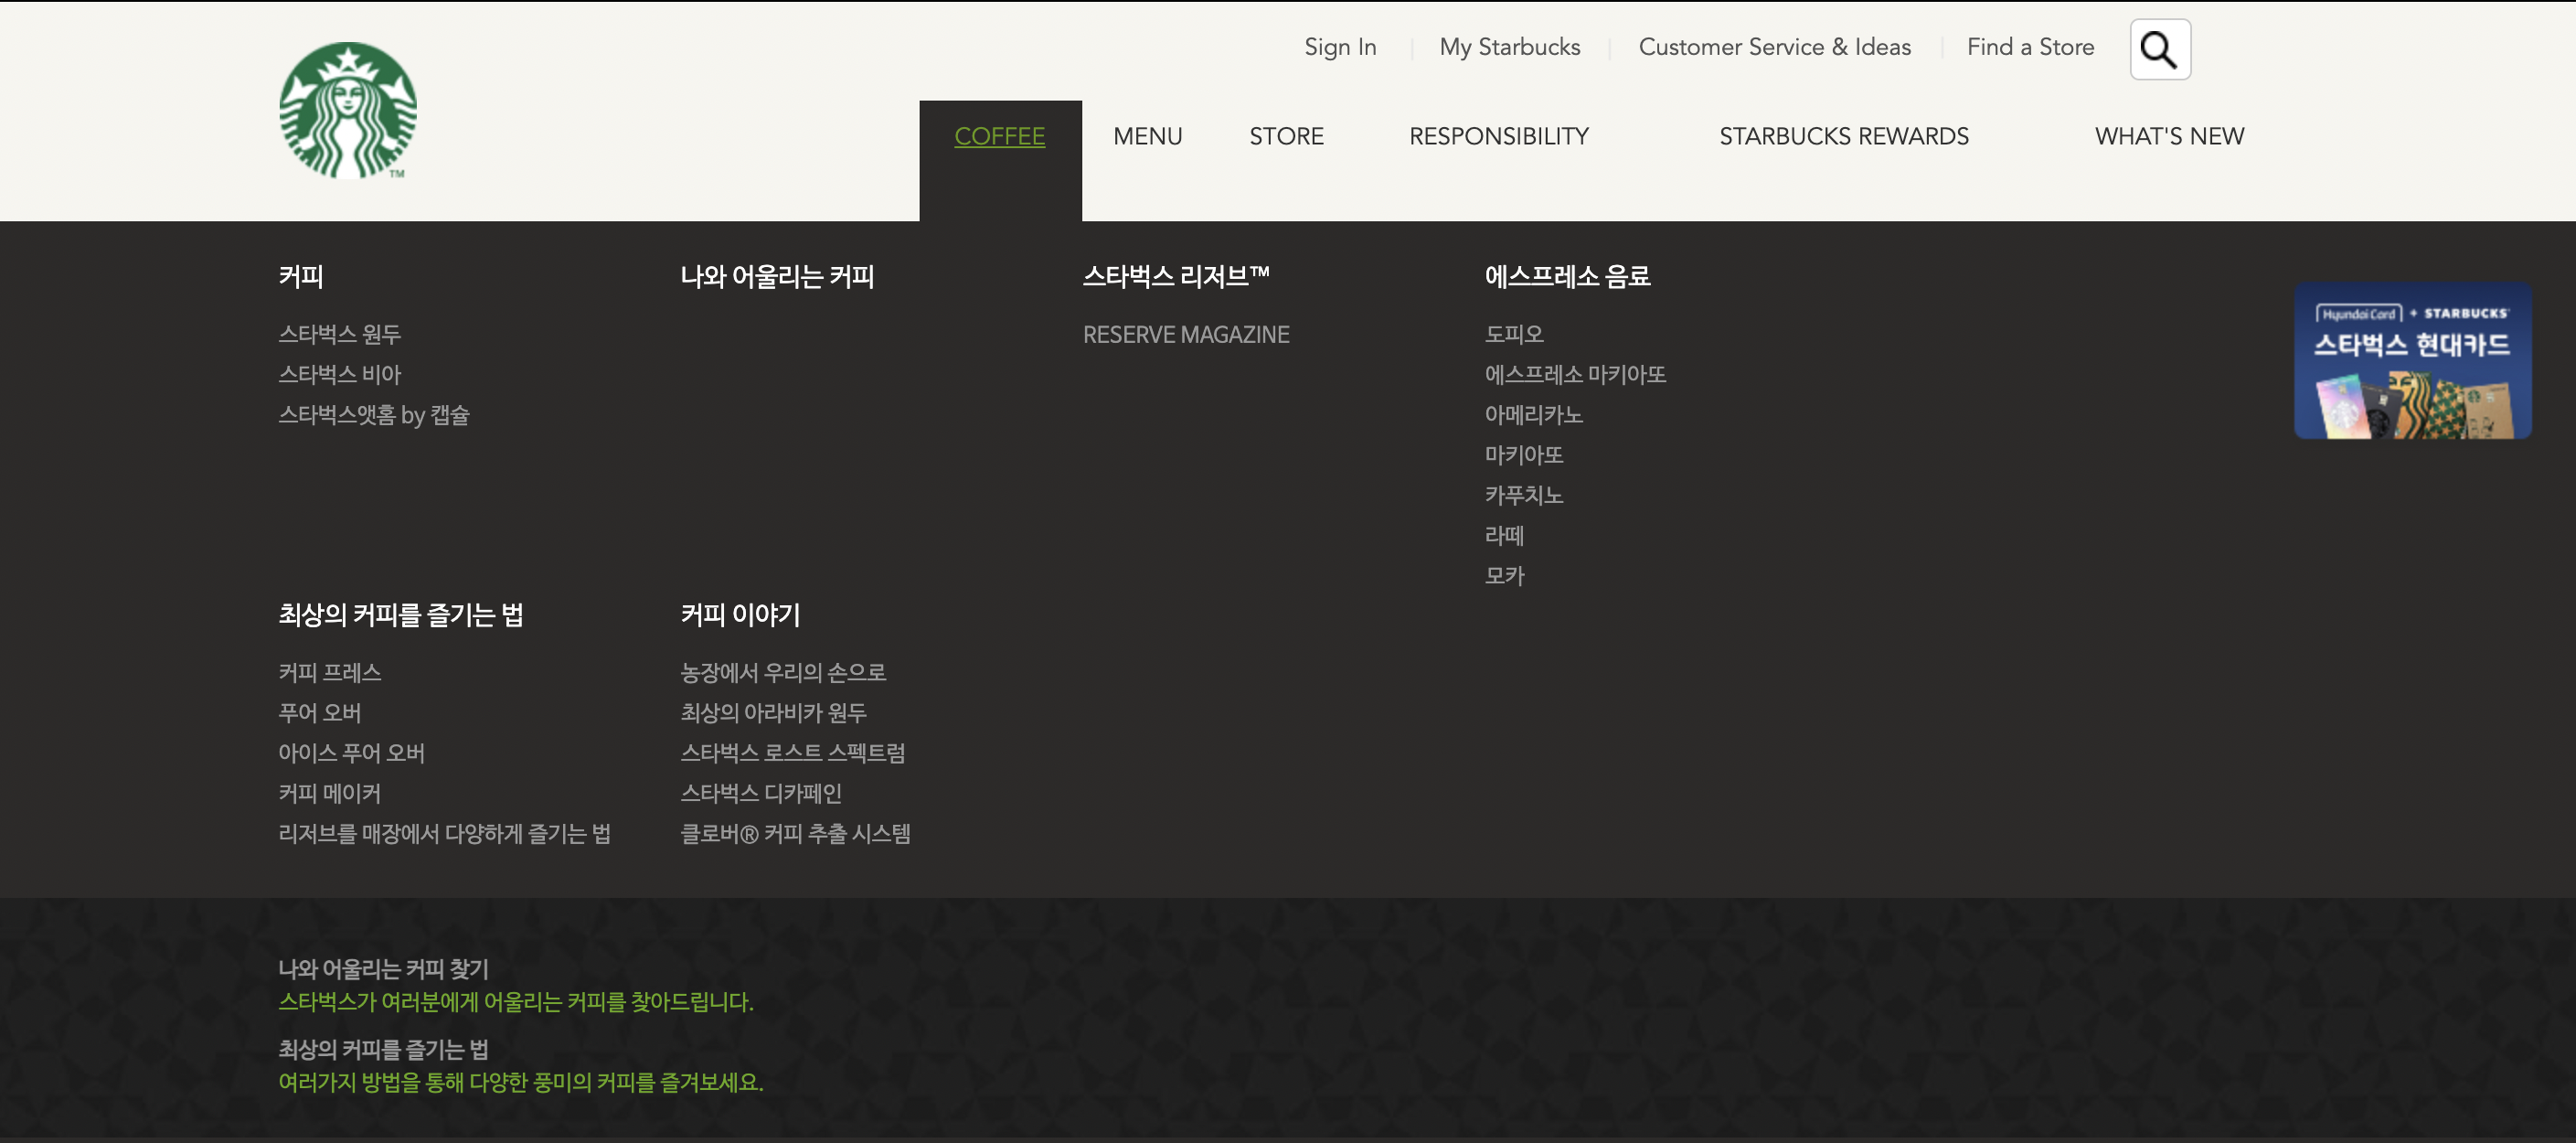 Sign In
My Starbucks
Customer Service & Ideas
Find a Store
TM
COFFEE
MENU
STORE
RESPONSIBILITY
STARBUCKS REWARDS
WHAT'S NEW
커피
스타벅스 원두
스타벅스 비아
스타벅스앳홈 by 캡슐
나와 어울리는 커피
스타벅스 리저브™
RESERVE MAGAZINE
에스프레소 음료
도피오
에스프레소 마키아또
아메리카노
마키아또
카푸치노
라떼
모카
Hyundai Card + STARBUCKS
스타벅스 현대카드
최상의 커피를 즐기는 법
커피 프레스
푸어 오버
아이스 푸어 오버
커피 메이커
리저브를 매장에서 다양하게 즐기는 법
커피 이야기
농장에서 우리의 손으로
최상의 아라비카 원두
스타벅스 로스트 스펙트럼
스타벅스 디카페인
클로버® 커피 추출 시스템
나와 어울리는 커피 찾기
스타벅스가 여러분에게 어울리는 커피를 찾아드립니다.
최상의 커피를 즐기는 법
여러가지 방법을 통해 다양한 풍미의 커피를 즐겨보세요.